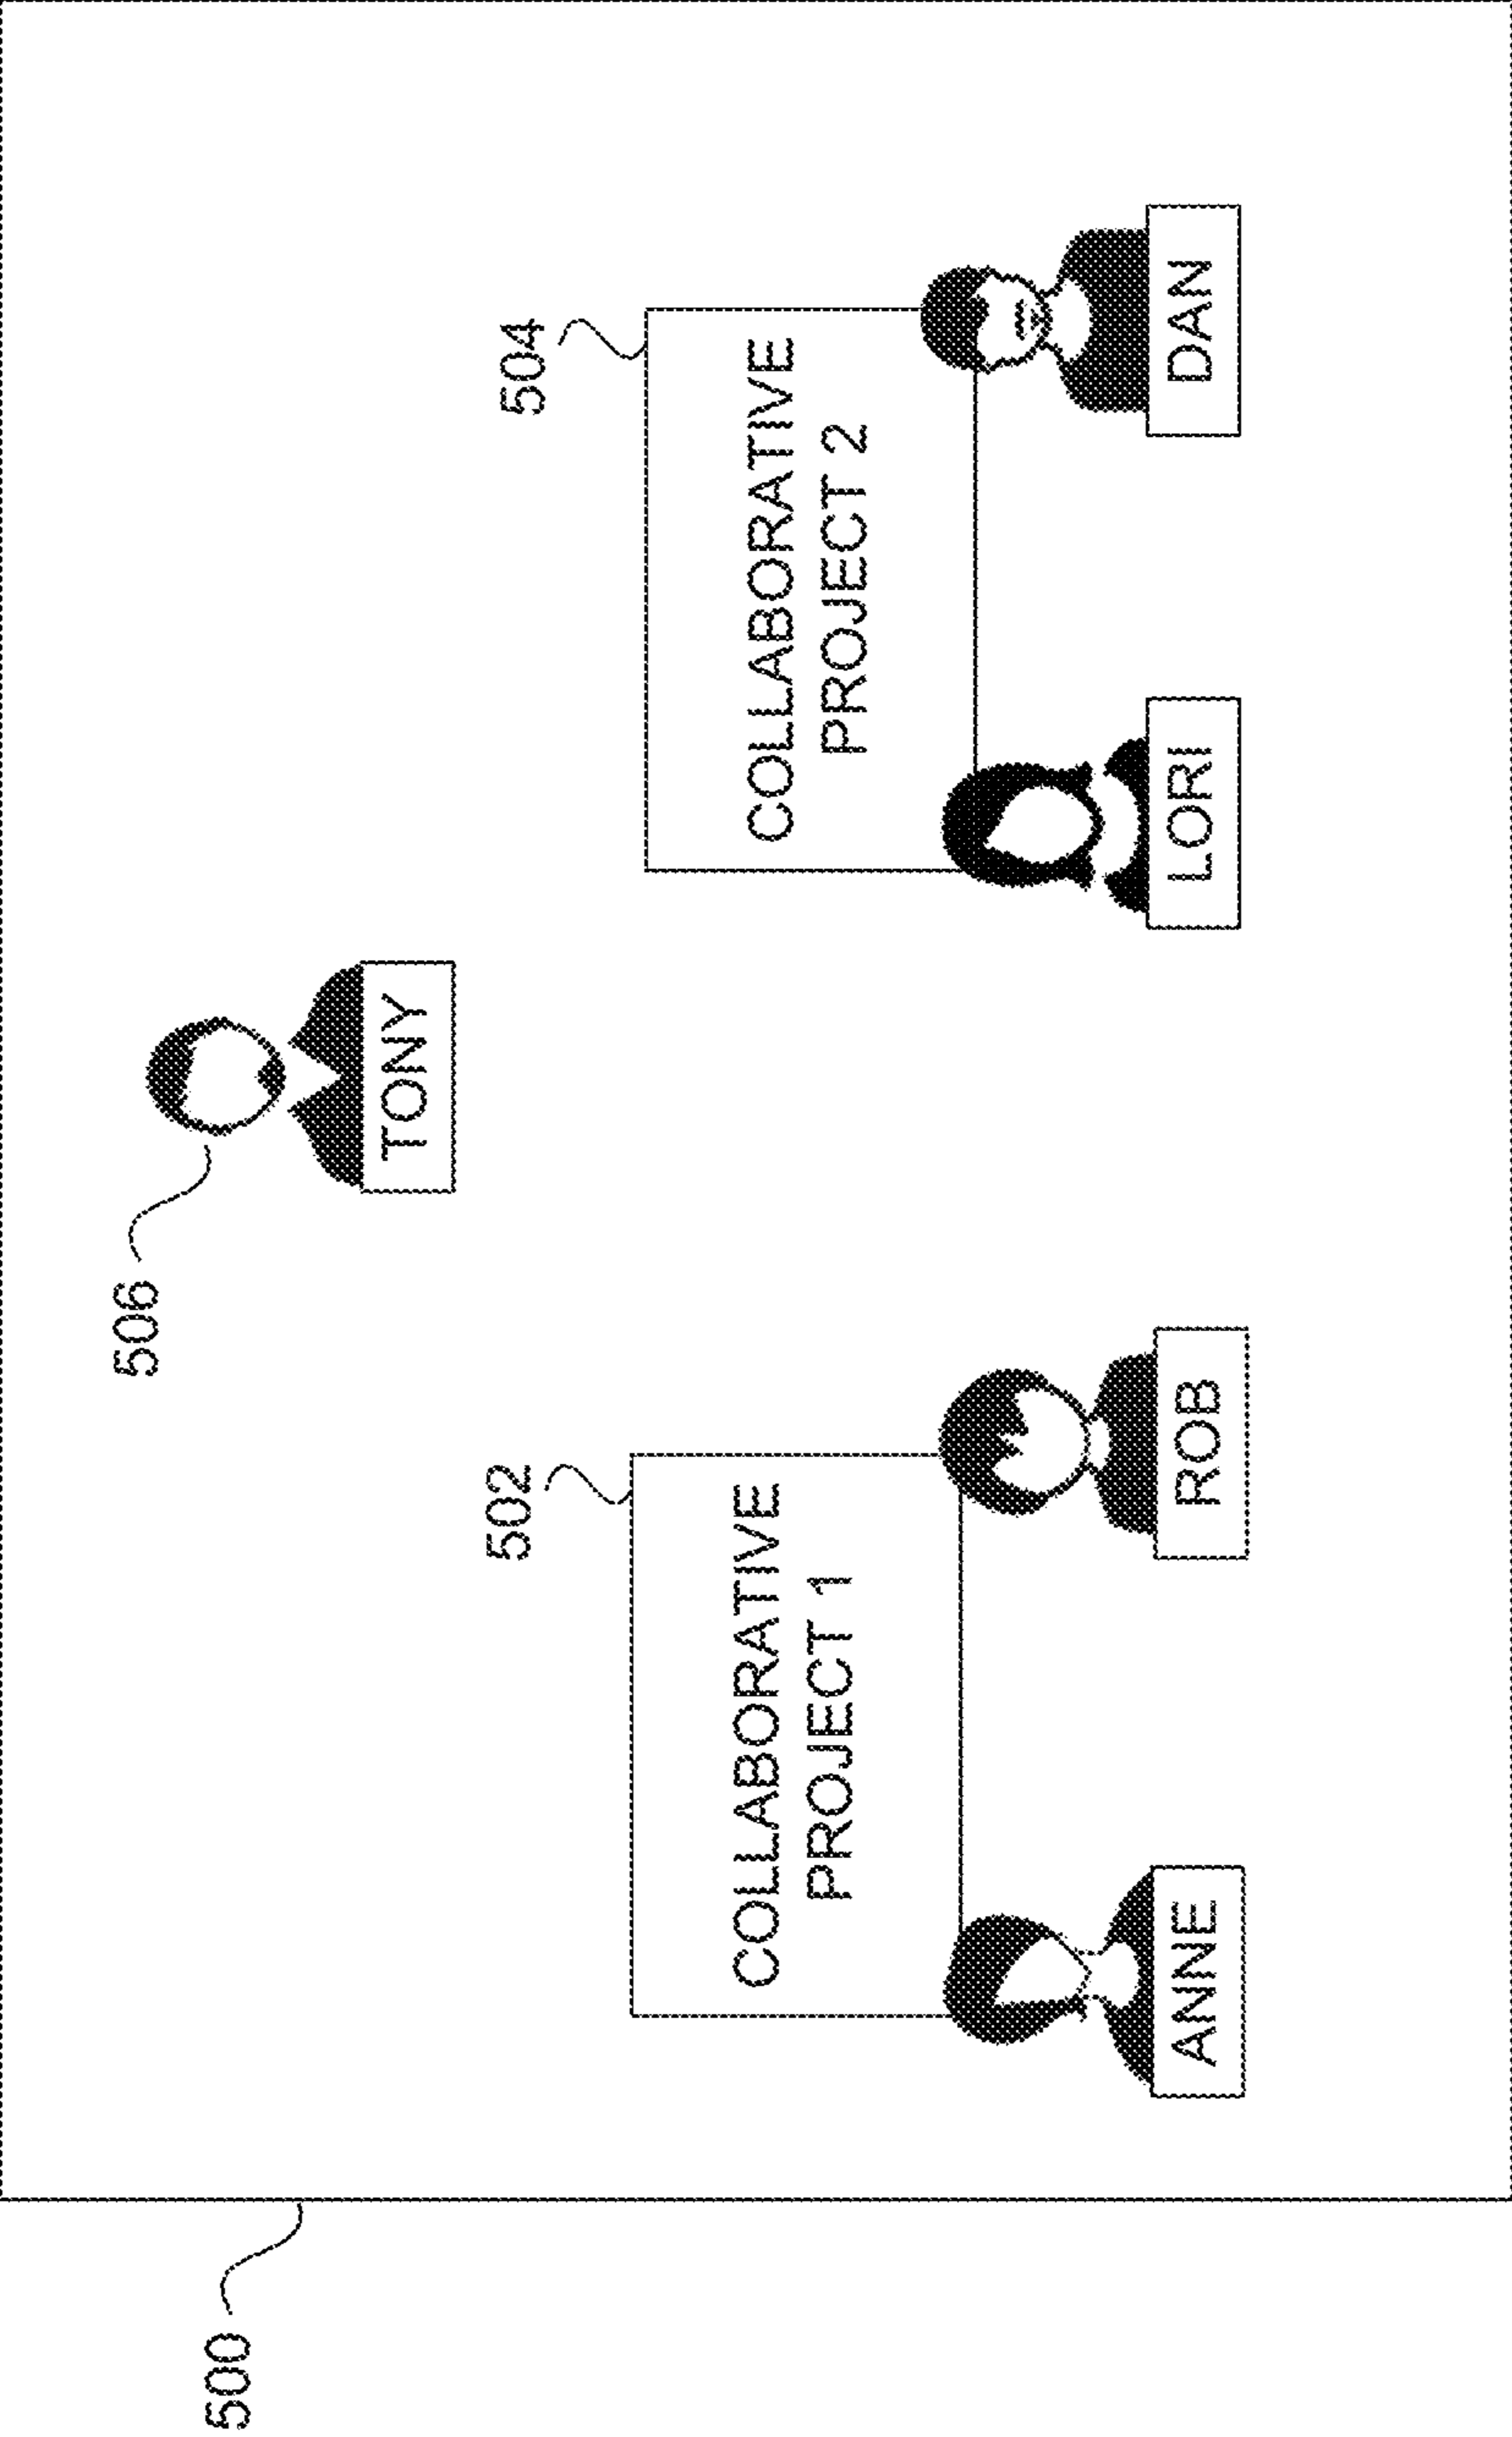 500
506
TONY
502
COLLABORATIVE
PROJECT 1
ANNE
ROB
504
COLLABORATIVE
PROJECT 2
LORI
DAN